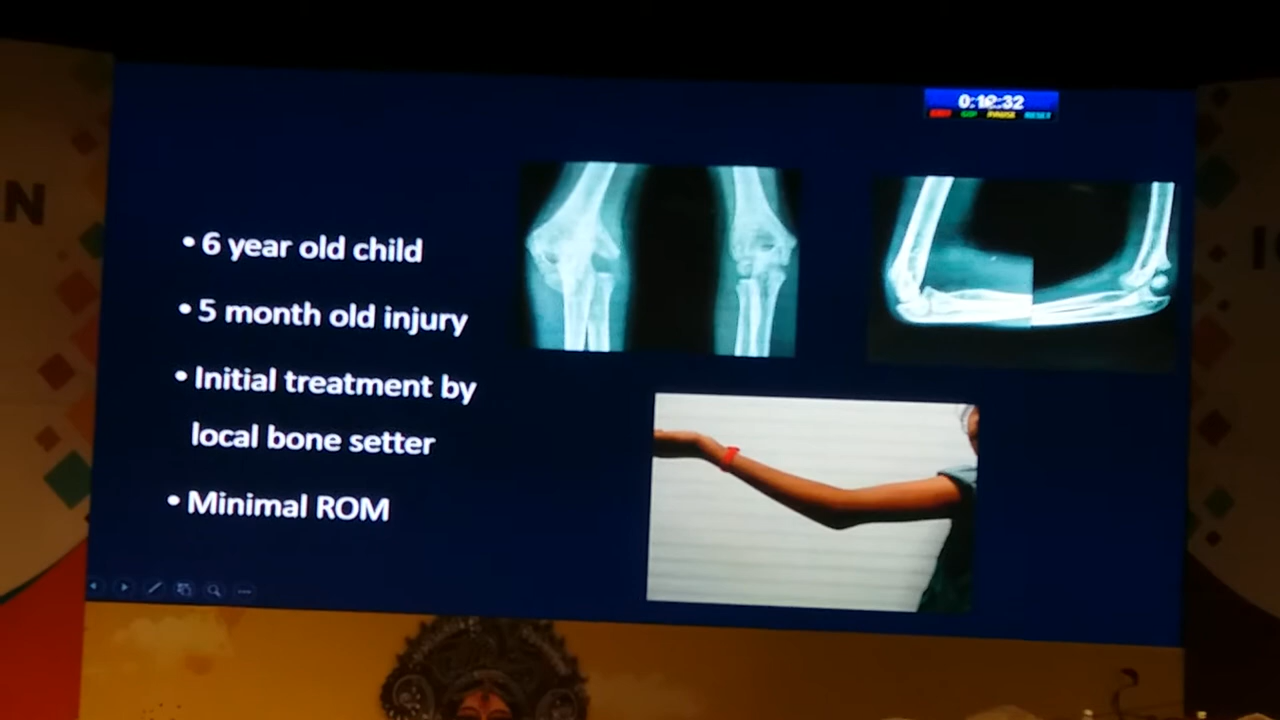 0:12:32
N
• 6 year old child
• 5 month old injury
• Initial treatment by
local bone setter
• Minimal ROM